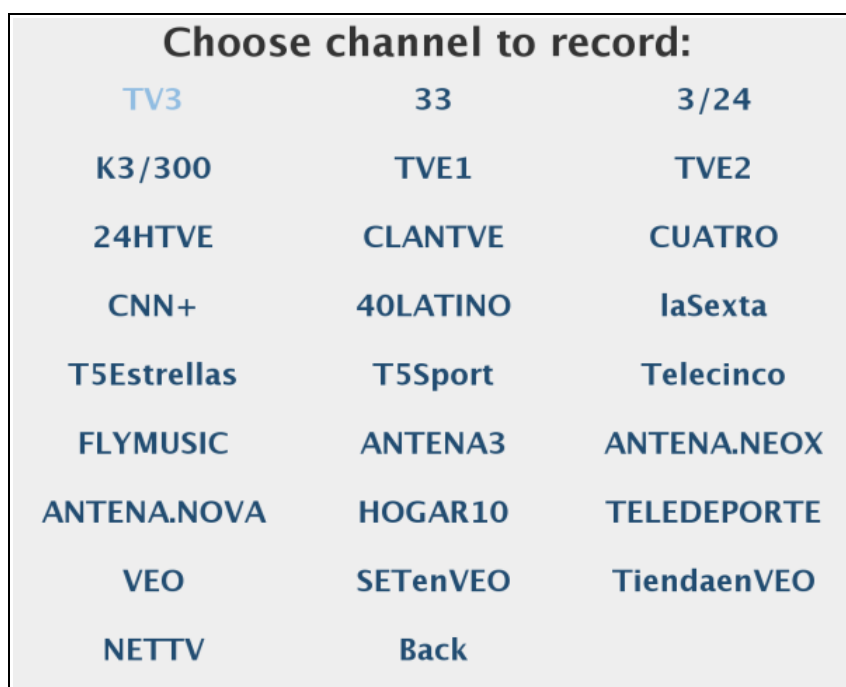 Choose channel to record:
TV3 33 3/24
K3/300 TVE1 TVE2
24HTVE CLANTVE CUATRO
CNN+ 40LATINO laSexta
T5Estrellas T5Sport Telecinco
FLYMUSIC ANTENA3 ANTENA.NEOX
ANTENA.NOVA HOGAR10 TELEDEPORTE
VEO SETenVEO TiendaenVEO
NETTV Back